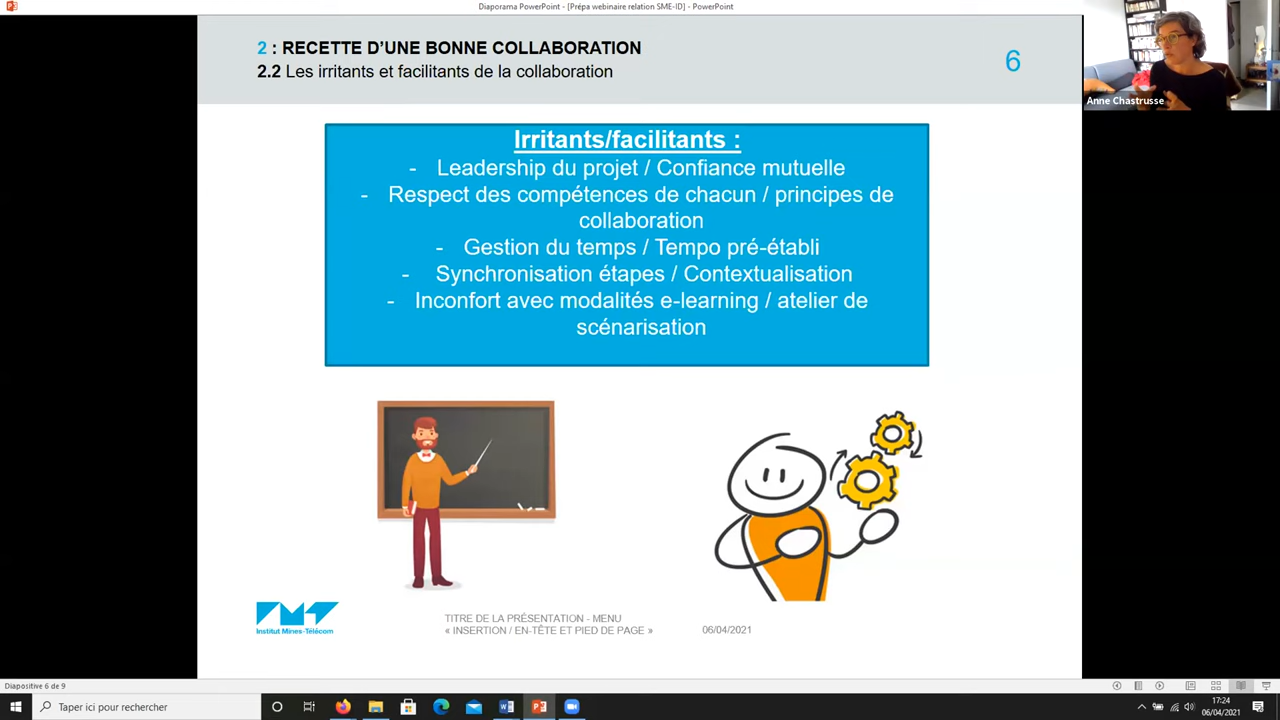 Diaporama PowerPoint - [Prépa webinaire relation SME-ID] - PowerPoint
2 : RECETTE D'UNE BONNE COLLABORATION
2.2 Les irritants et facilitants de la collaboration
6
Anne Chastrusse
Irritants/facilitants :
- Leadership du projet / Confiance mutuelle
- Respect des compétences de chacun / principes de
collaboration
- Gestion du temps / Tempo pré-établi
- Synchronisation étapes / Contextualisation
- Inconfort avec modalités e-learning / atelier de
scénarisation
Institut Mines-Télécom
TITRE DE LA PRÉSENTATION - MENU
« INSERTION / EN-TÊTE ET PIED DE PAGE »
06/04/2021
Diapositive 6 de 9
Taper ici pour rechercher
17:24
06/04/2021